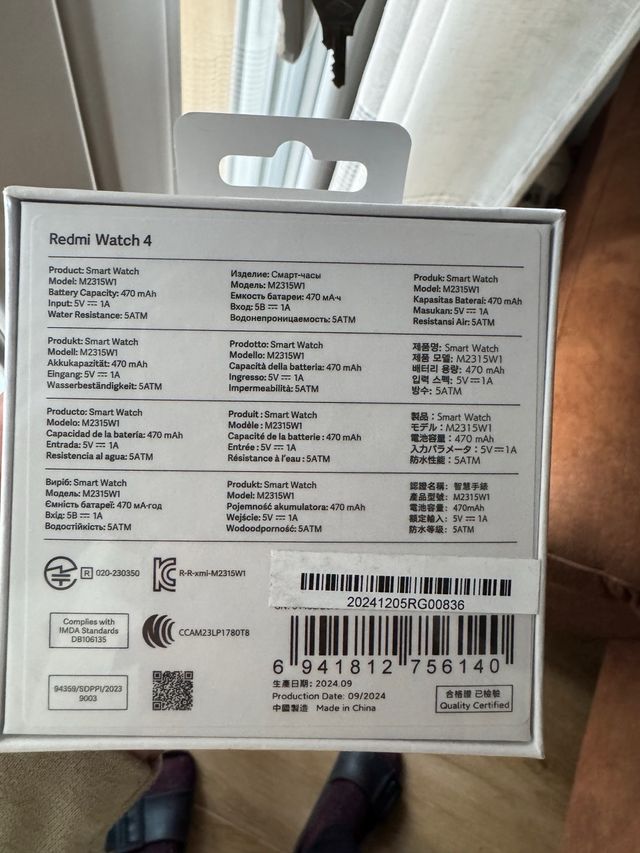 Redmi Watch 4
Product: Smart Watch
Model: M2315W1
Battery Capacity: 470 mAh
Input: 5V ⎓ 1A
Water Resistance: 5ATM
Изделие: Смарт-часы
Модель: M2315W1
Емкость батареи: 470 мА·ч
Вход: 5В ⎓ 1A
Водонепроницаемость: 5ATM
Produk: Smart Watch
Model: M2315W1
Kapasitas Baterai: 470 mAh
Masukan: 5V ⎓ 1A
Resistansi Air: 5ATM
Produkt: Smart Watch
Modell: M2315W1
Akkukapazität: 470 mAh
Eingang: 5V ⎓ 1A
Wasserbeständigkeit: 5ATM
Prodotto: Smart Watch
Modello: M2315W1
Capacità della batteria: 470 mAh
Ingresso: 5V ⎓ 1A
Impermeabilità: 5ATM
제품명: Smart Watch
제품 모델: M2315W1
배터리 용량: 470 mAh
입력 스펙: 5V ⎓ 1A
방수: 5ATM
Producto: Smart Watch
Modelo: M2315W1
Capacidad de la batería: 470 mAh
Entrada: 5V ⎓ 1A
Resistencia al agua: 5ATM
Produit : Smart Watch
Modèle : M2315W1
Capacité de la batterie : 470 mAh
Entrée : 5V ⎓ 1A
Résistance à l'eau : 5ATM
製品：Smart Watch
モデル：M2315W1
電池容量：470 mAh
入力パラメータ：5V ⎓ 1A
防水性能：5ATM
Виріб: Smart Watch
Модель: M2315W1
Ємність батареї: 470 мА·год
Вхід: 5В ⎓ 1A
Водостійкість: 5ATM
Produkt: Smart Watch
Model: M2315W1
Pojemność akumulatora: 470 mAh
Wejście: 5V ⎓ 1A
Wodoodporność: 5ATM
認證名稱：智慧手錶
產品型號：M2315W1
電池容量：470mAh
額定輸入：5V ⎓ 1A
防水等級：5ATM
R 020-230350
R-R-xmi-M2315W1
20241205RG00836
Complies with
IMDA Standards
DB106135
CCAM23LP1780T8
6 941812 756140
94359/SDPPI/2023
9003
生產日期：2024.09
Production Date: 09/2024
中國製造 Made in China
合格證 已檢驗
Quality Certified